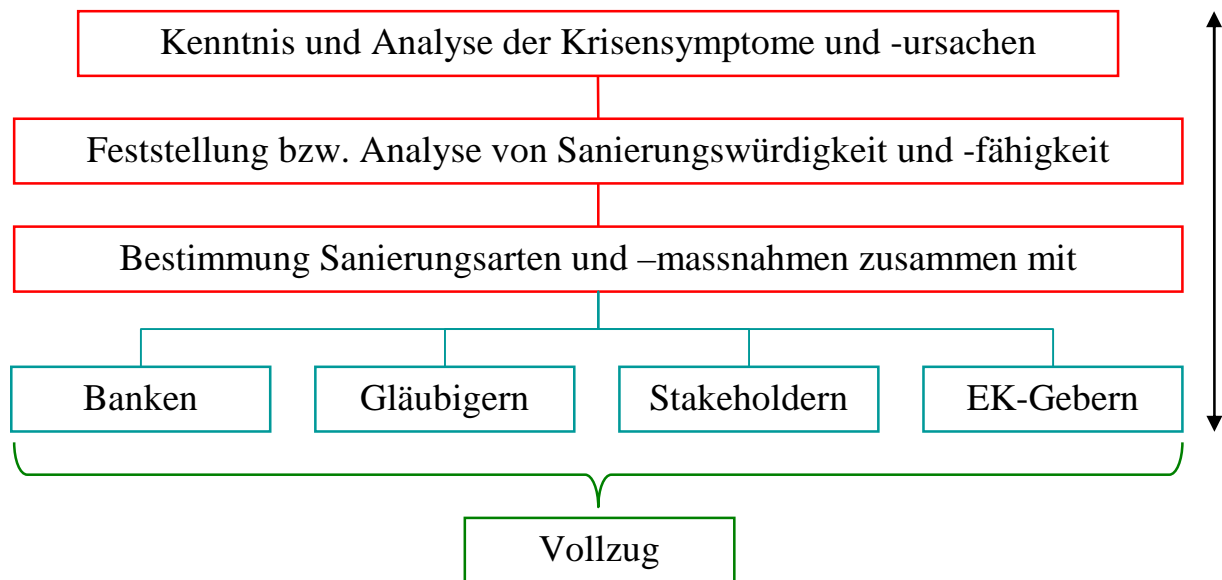 Kenntnis und Analyse der Krisensymptome und -ursachen
Feststellung bzw. Analyse von Sanierungswürdigkeit und -fähigkeit
Bestimmung Sanierungsarten und –massnahmen zusammen mit
Banken
Gläubigern
Stakeholdern
EK-Gebern
Vollzug